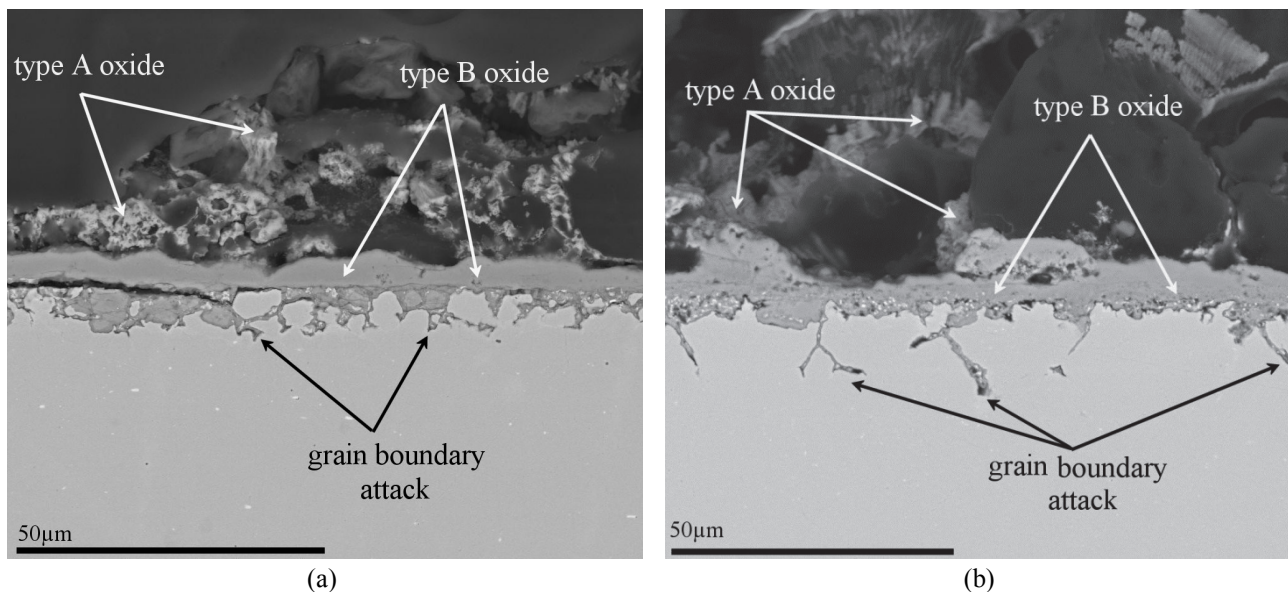 type A oxide
type B oxide
grain boundary
attack
50µm
(a)
type A oxide
type B oxide
grain boundary
attack
50µm
(b)